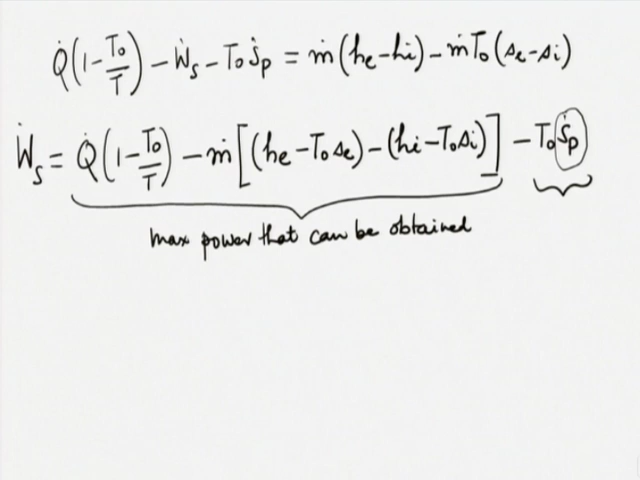 Q̇(1-T₀/T) - Ẇs - T₀Ṡp = ṁ(he-hi) - ṁT₀(se-si)
Ẇs = Q̇(1-T₀/T) - ṁ[(he-T₀se)-(hi-T₀si)] - T₀Ṡp
max power that can be obtained